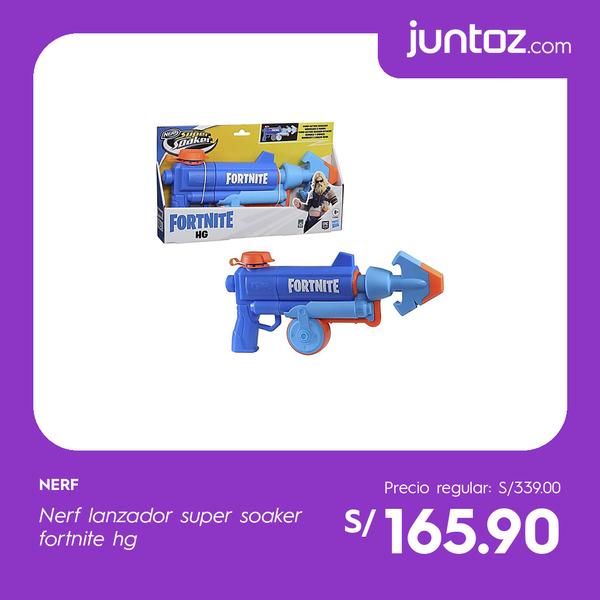 juntoz.com
NERF
SUPER
SOAKER
FORTNITE
FORTNITE
HG
FORTNITE
NERF
Nerf lanzador super soaker
fortnite hg
Precio regular: S/339.00
S/165.90